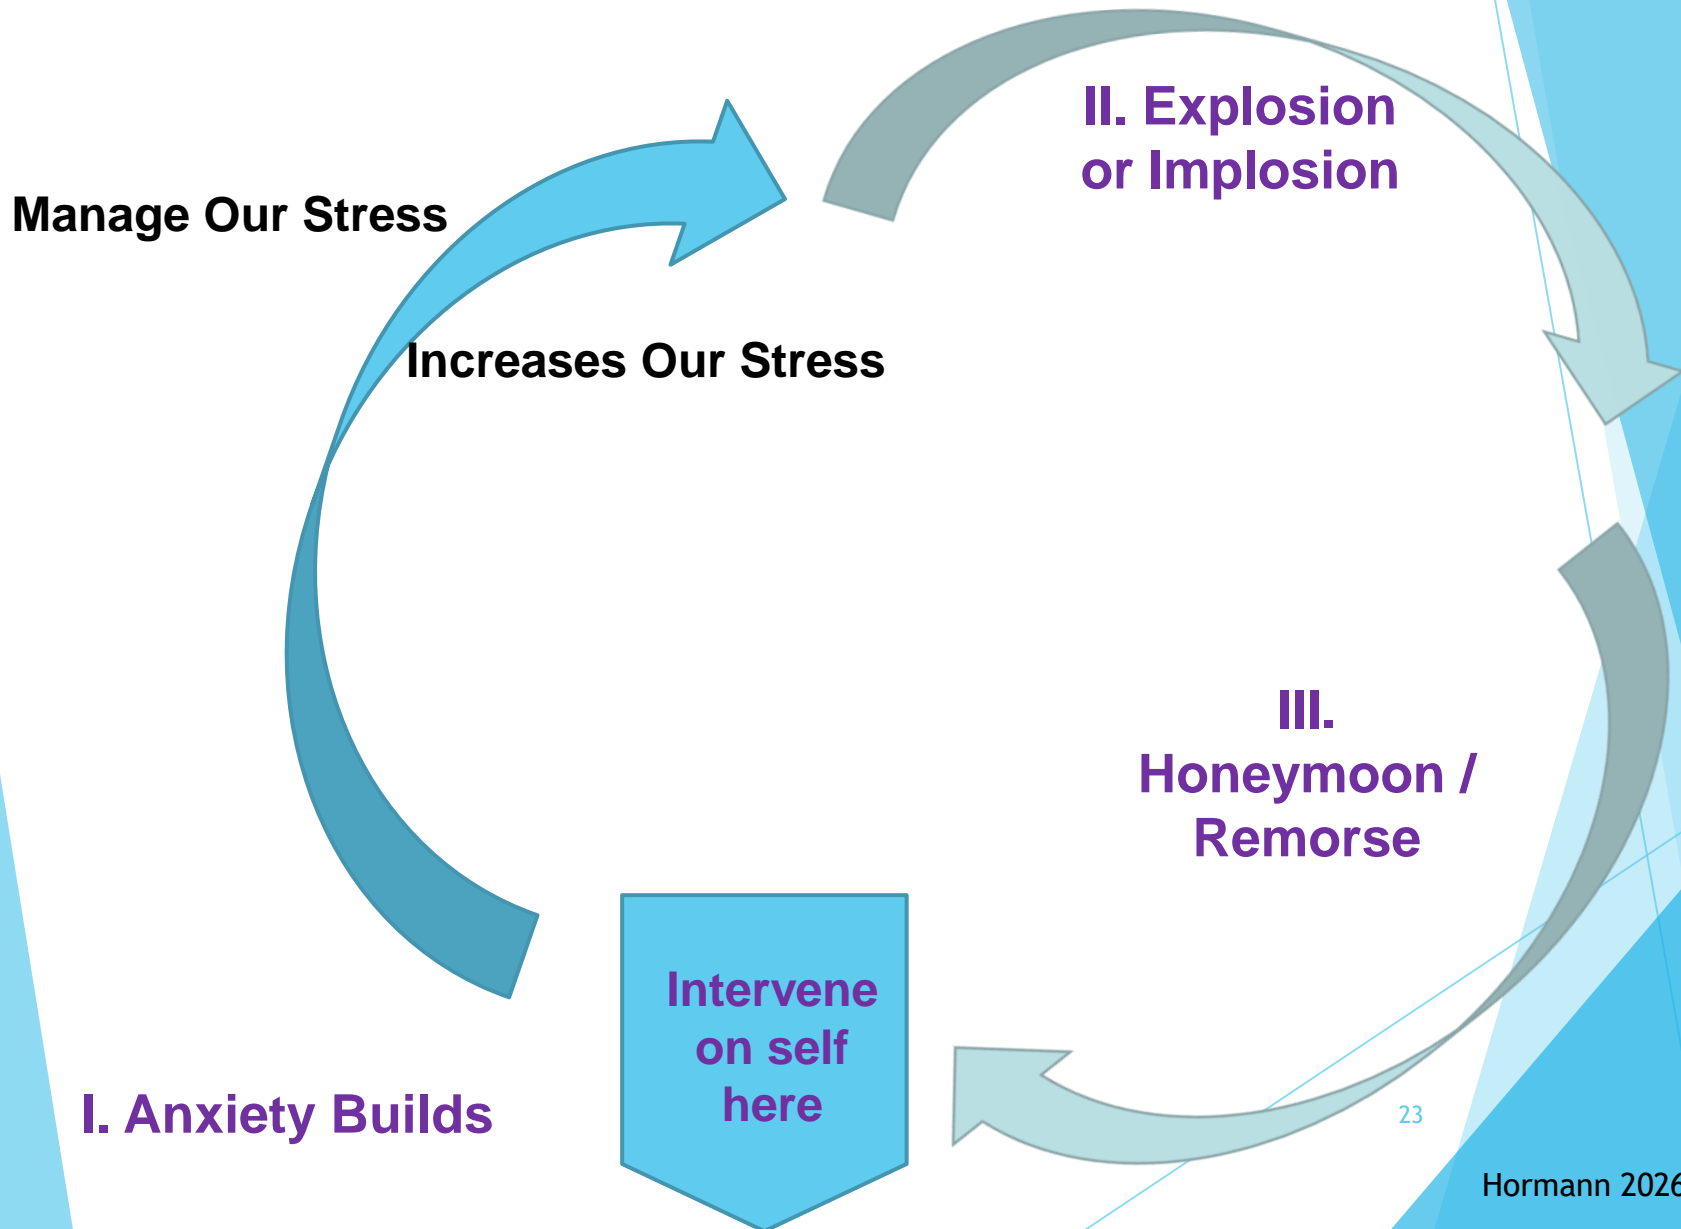 II. Explosion
or Implosion
Manage Our Stress
Increases Our Stress
III.
Honeymoon /
Remorse
Intervene
on self
here
I. Anxiety Builds
23
Hormann 2026